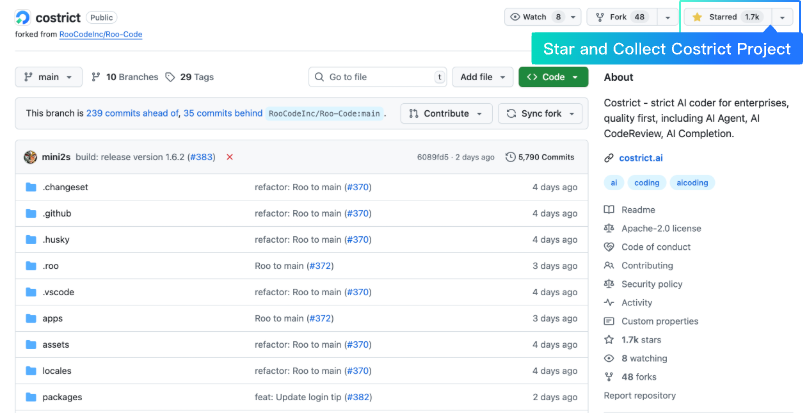 costrict Public
Watch 8
Fork 48
Starred 1.7k
forked from RooCodeInc/Roo-Code
Star and Collect Costrict Project
main
10 Branches
29 Tags
Go to file
t
Add file
Code
This branch is 239 commits ahead of, 35 commits behind RooCodeInc/Roo-Code:main .
Contribute
Sync fork
mini2s build: release version 1.6.2 (#383)
6089fd5 · 2 days ago
5,790 Commits
.changeset refactor: Roo to main (#370) 4 days ago
.github refactor: Roo to main (#370) 4 days ago
.husky refactor: Roo to main (#370) 4 days ago
.roo Roo to main (#372) 3 days ago
.vscode refactor: Roo to main (#370) 4 days ago
apps Roo to main (#372) 3 days ago
assets refactor: Roo to main (#370) 4 days ago
locales refactor: Roo to main (#370) 4 days ago
packages feat: Update login tip (#382) 2 days ago
About
Costrict - strict AI coder for enterprises,
quality first, including AI Agent, AI
CodeReview, AI Completion.
costrict.ai
ai coding aicoding
Readme
Apache-2.0 license
Code of conduct
Contributing
Security policy
Activity
Custom properties
1.7k stars
8 watching
48 forks
Report repository